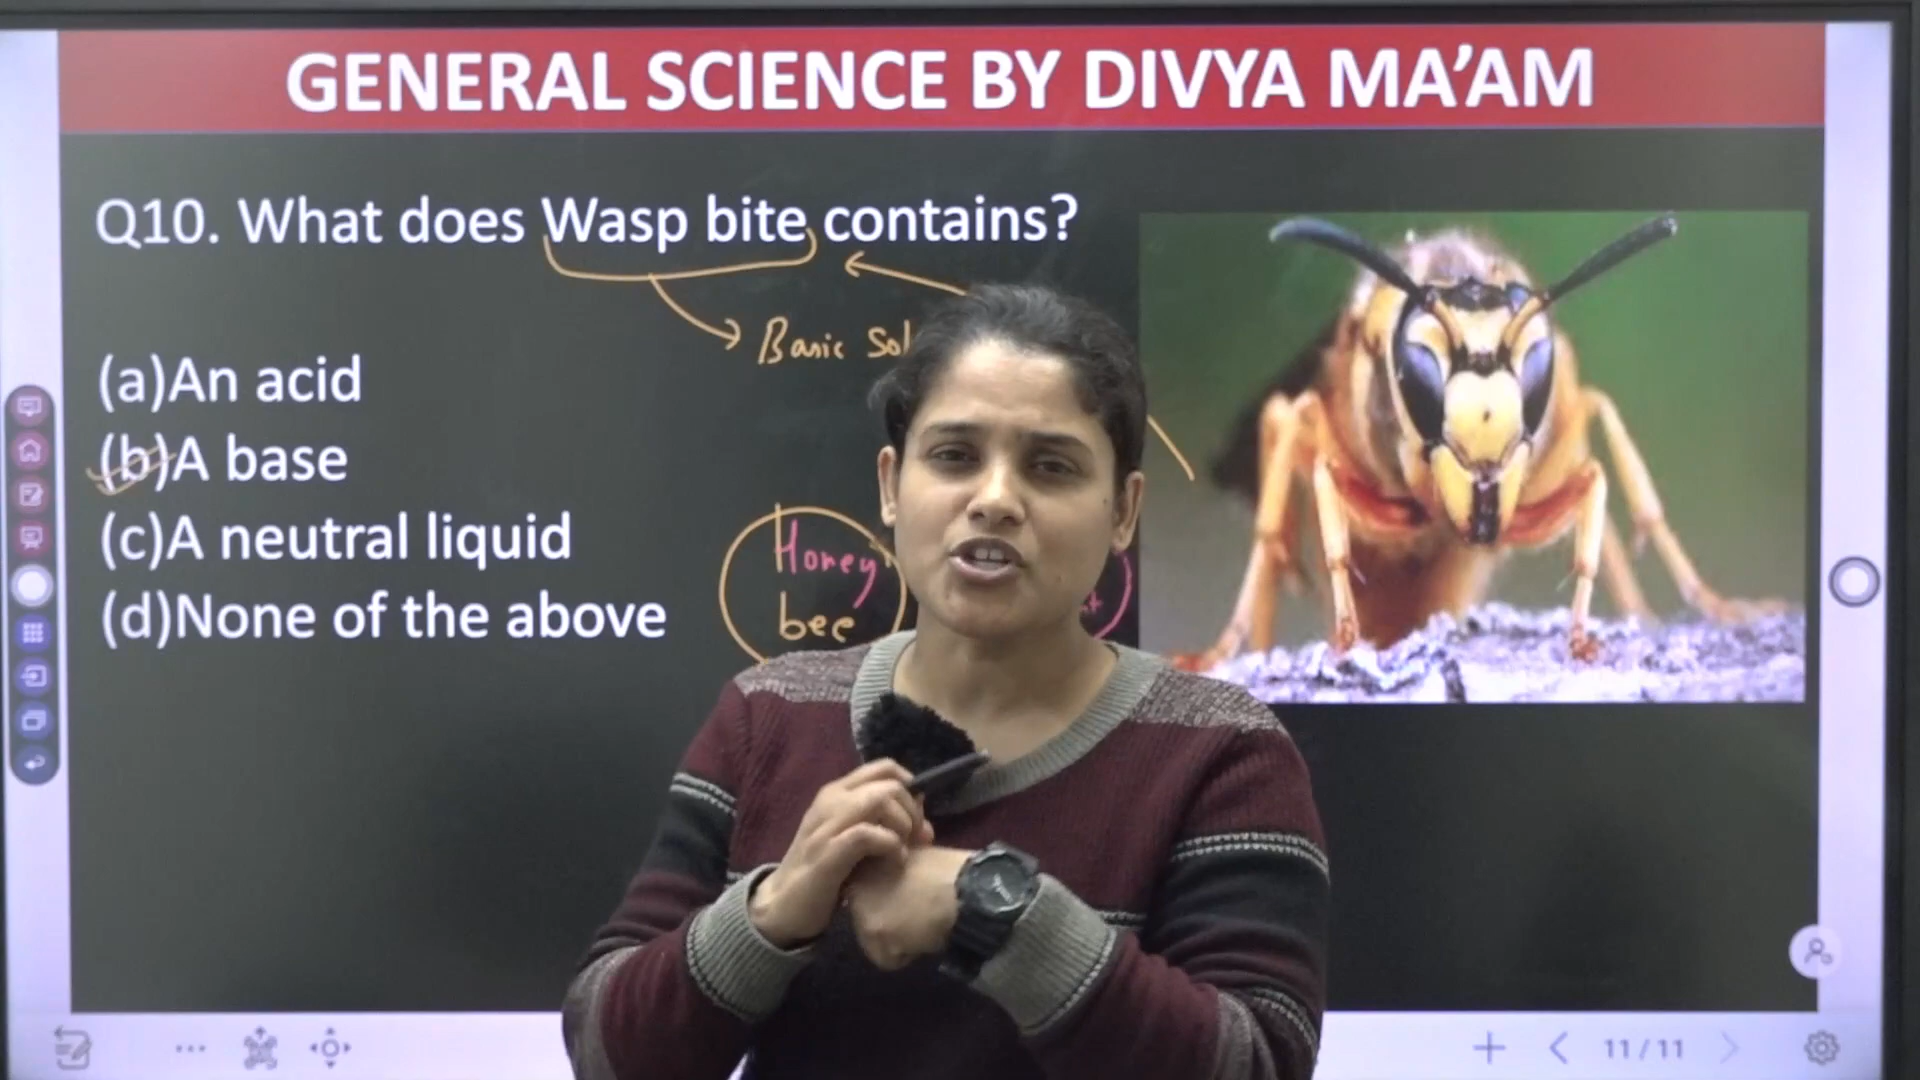 GENERAL SCIENCE BY DIVYA MA'AM
Q10. What does Wasp bite contains?
Basic Sol
(a)An acid
(b)A base
(c)A neutral liquid
(d)None of the above
Honey
bee
11/11